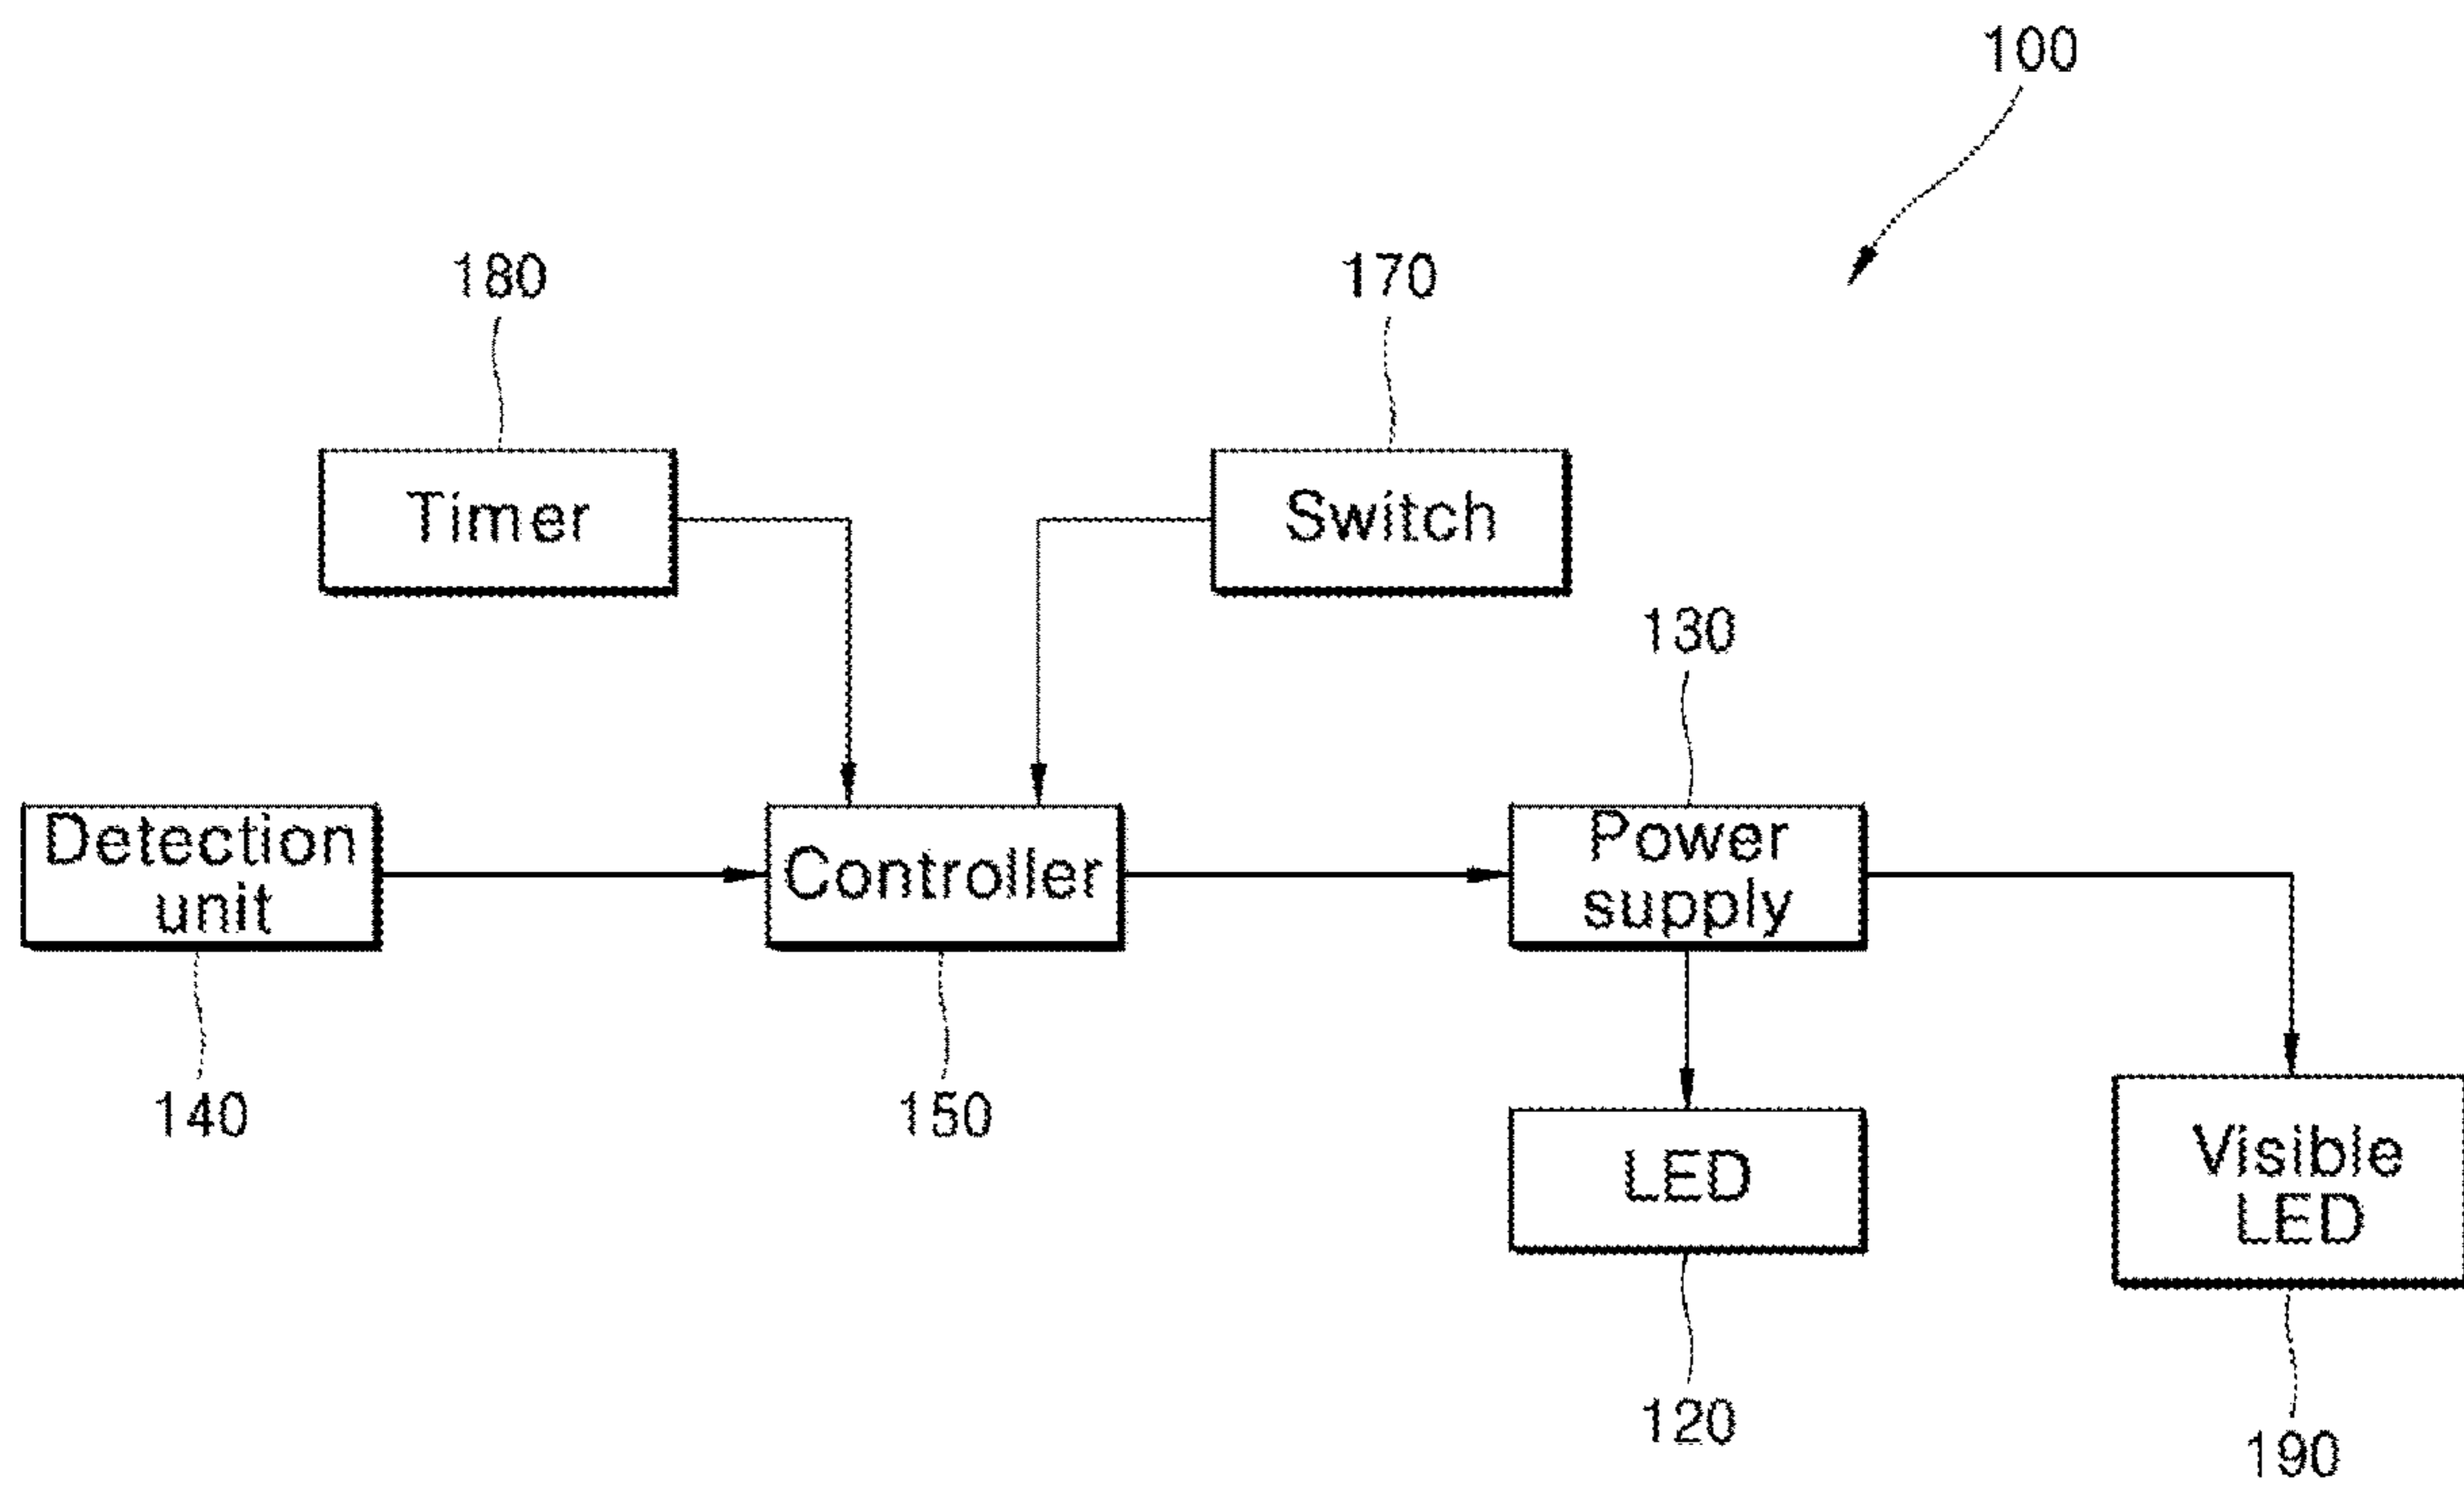 100
180
170
Timer
Switch
130
Detection
unit
Controller
Power
supply
140
150
LED
Visible
LED
120
190